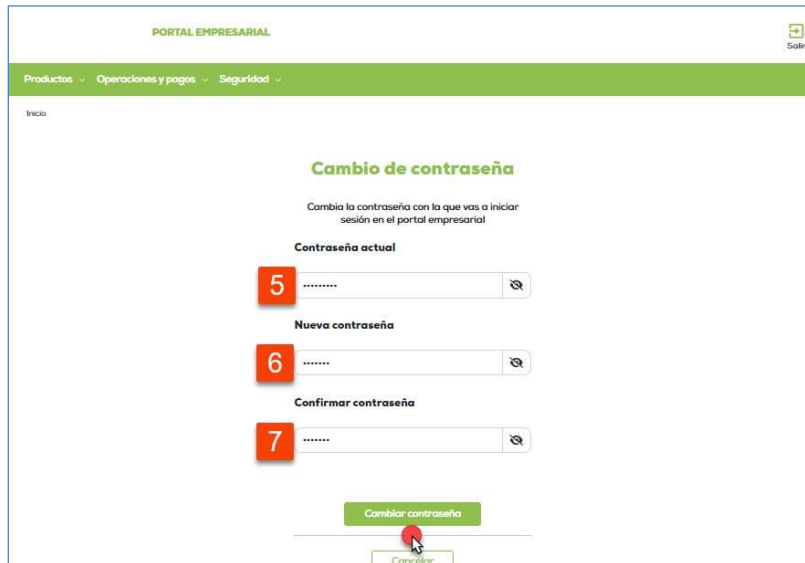 PORTAL EMPRESARIAL
Salir
Productos Operaciones y pagos Seguridad
Inicio
Cambio de contraseña
Cambia la contraseña con la que vas a iniciar
sesión en el portal empresarial
Contraseña actual
5 •••••••••
Nueva contraseña
6 •••••••
Confirmar contraseña
7 •••••••
Cambiar contraseña
Cancelar